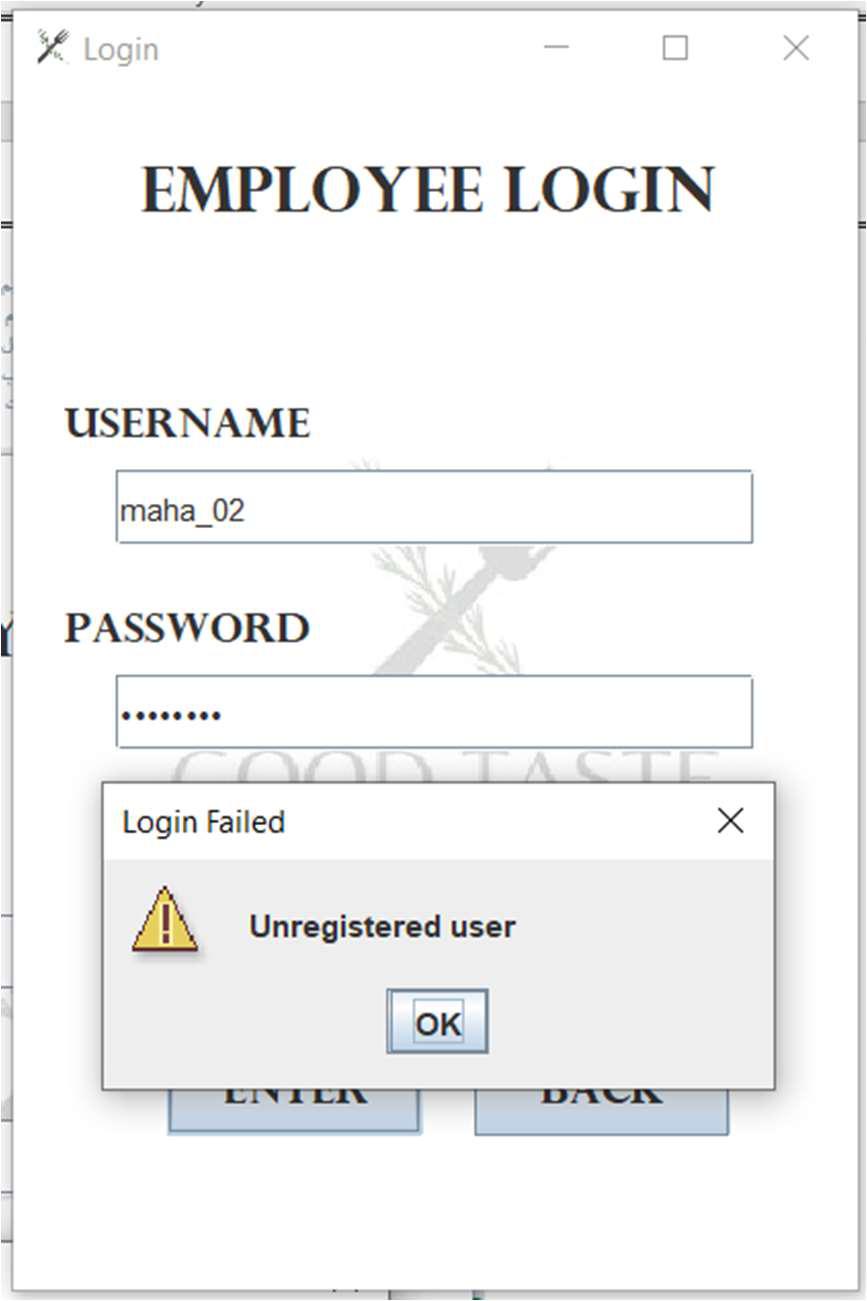 Login
EMPLOYEE LOGIN
USERNAME
maha_02
PASSWORD
••••••••
GOOD TASTE
Login Failed
Unregistered user
OK
ENTER
BACK